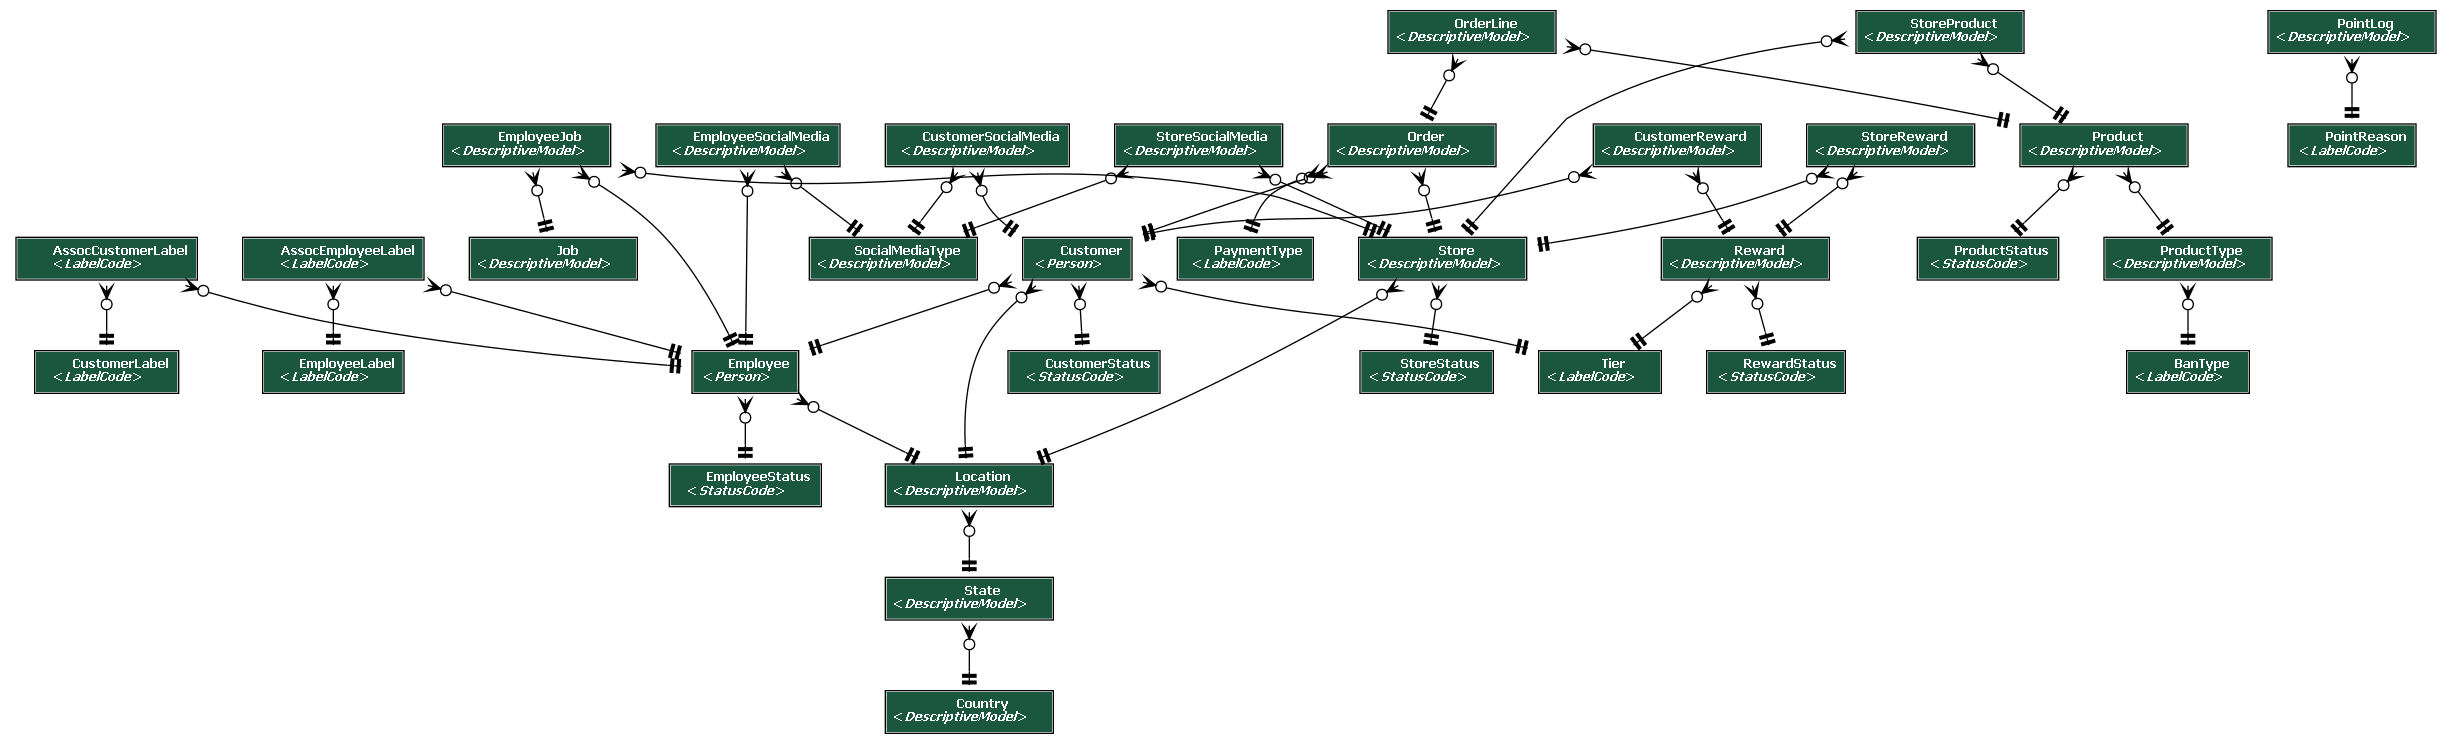 OrderLine
<DescriptiveModel>
StoreProduct
<DescriptiveModel>
PointLog
<DescriptiveModel>
EmployeeJob
<DescriptiveModel>
EmployeeSocialMedia
<DescriptiveModel>
CustomerSocialMedia
<DescriptiveModel>
StoreSocialMedia
<DescriptiveModel>
Order
<DescriptiveModel>
CustomerReward
<DescriptiveModel>
StoreReward
<DescriptiveModel>
Product
<DescriptiveModel>
PointReason
<LabelCode>
AssocCustomerLabel
<LabelCode>
AssocEmployeeLabel
<LabelCode>
Job
<DescriptiveModel>
SocialMediaType
<DescriptiveModel>
Customer
<Person>
PaymentType
<LabelCode>
Store
<DescriptiveModel>
Reward
<DescriptiveModel>
ProductStatus
<StatusCode>
ProductType
<DescriptiveModel>
CustomerLabel
<LabelCode>
EmployeeLabel
<LabelCode>
Employee
<Person>
CustomerStatus
<StatusCode>
StoreStatus
<StatusCode>
Tier
<LabelCode>
RewardStatus
<StatusCode>
BanType
<LabelCode>
EmployeeStatus
<StatusCode>
Location
<DescriptiveModel>
State
<DescriptiveModel>
Country
<DescriptiveModel>